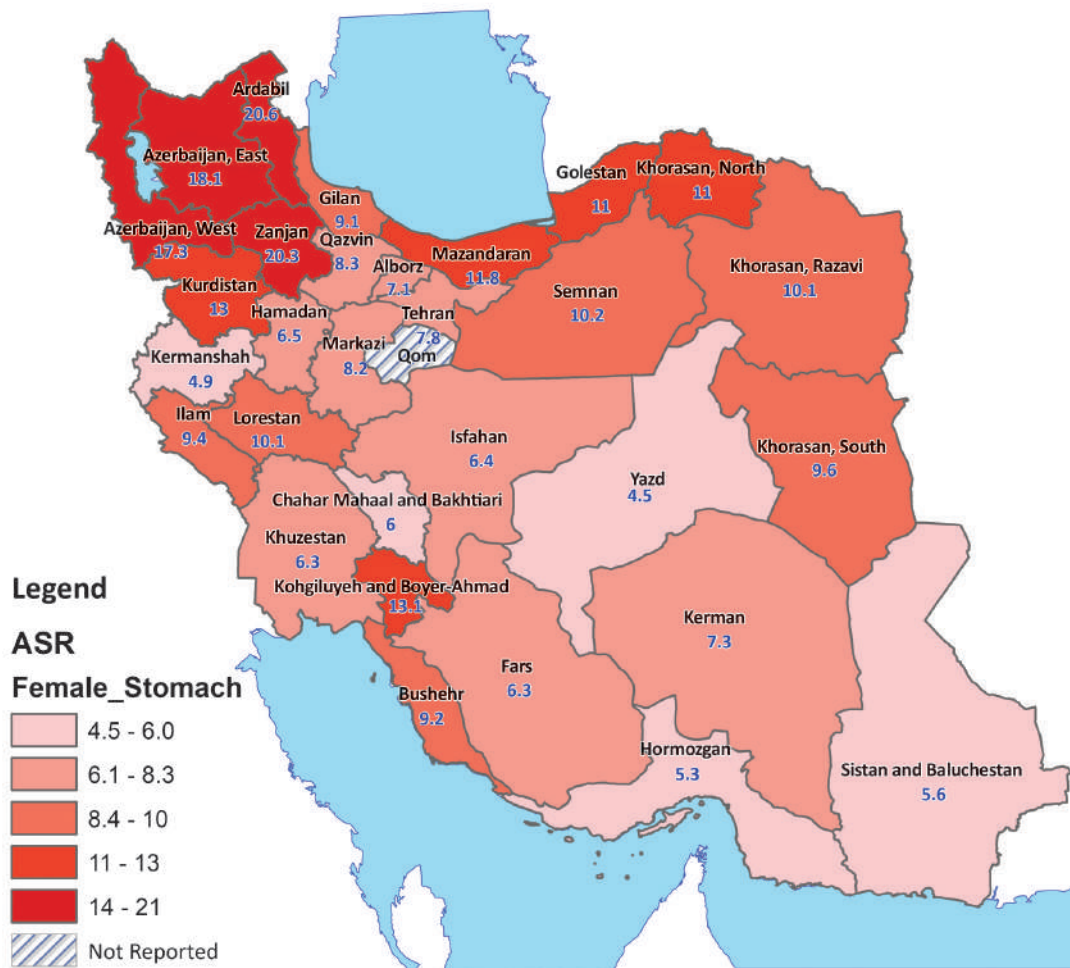 Ardabil
20.6
Azerbaijan, East
18.1
Golestan
11
Khorasan, North
11
Gilan
9.1
Azerbaijan, West
17.3
Zanjan
20.3
Qazvin
8.3
Mazandaran
11.8
Alborz
7.1
Khorasan, Razavi
10.1
Kurdistan
13
Semnan
10.2
Hamadan
6.5
Tehran
7.8
Markazi
8.2
Qom
Kermanshah
4.9
Ilam
9.4
Lorestan
10.1
Isfahan
6.4
Khorasan, South
9.6
Yazd
4.5
Chahar Mahaal and Bakhtiari
6
Khuzestan
6.3
Kohgiluyeh and Boyer-Ahmad
13.1
Kerman
7.3
Fars
6.3
Bushehr
9.2
Hormozgan
5.3
Sistan and Baluchestan
5.6
Legend
ASR
Female_Stomach
4.5 - 6.0
6.1 - 8.3
8.4 - 10
11 - 13
14 - 21
Not Reported